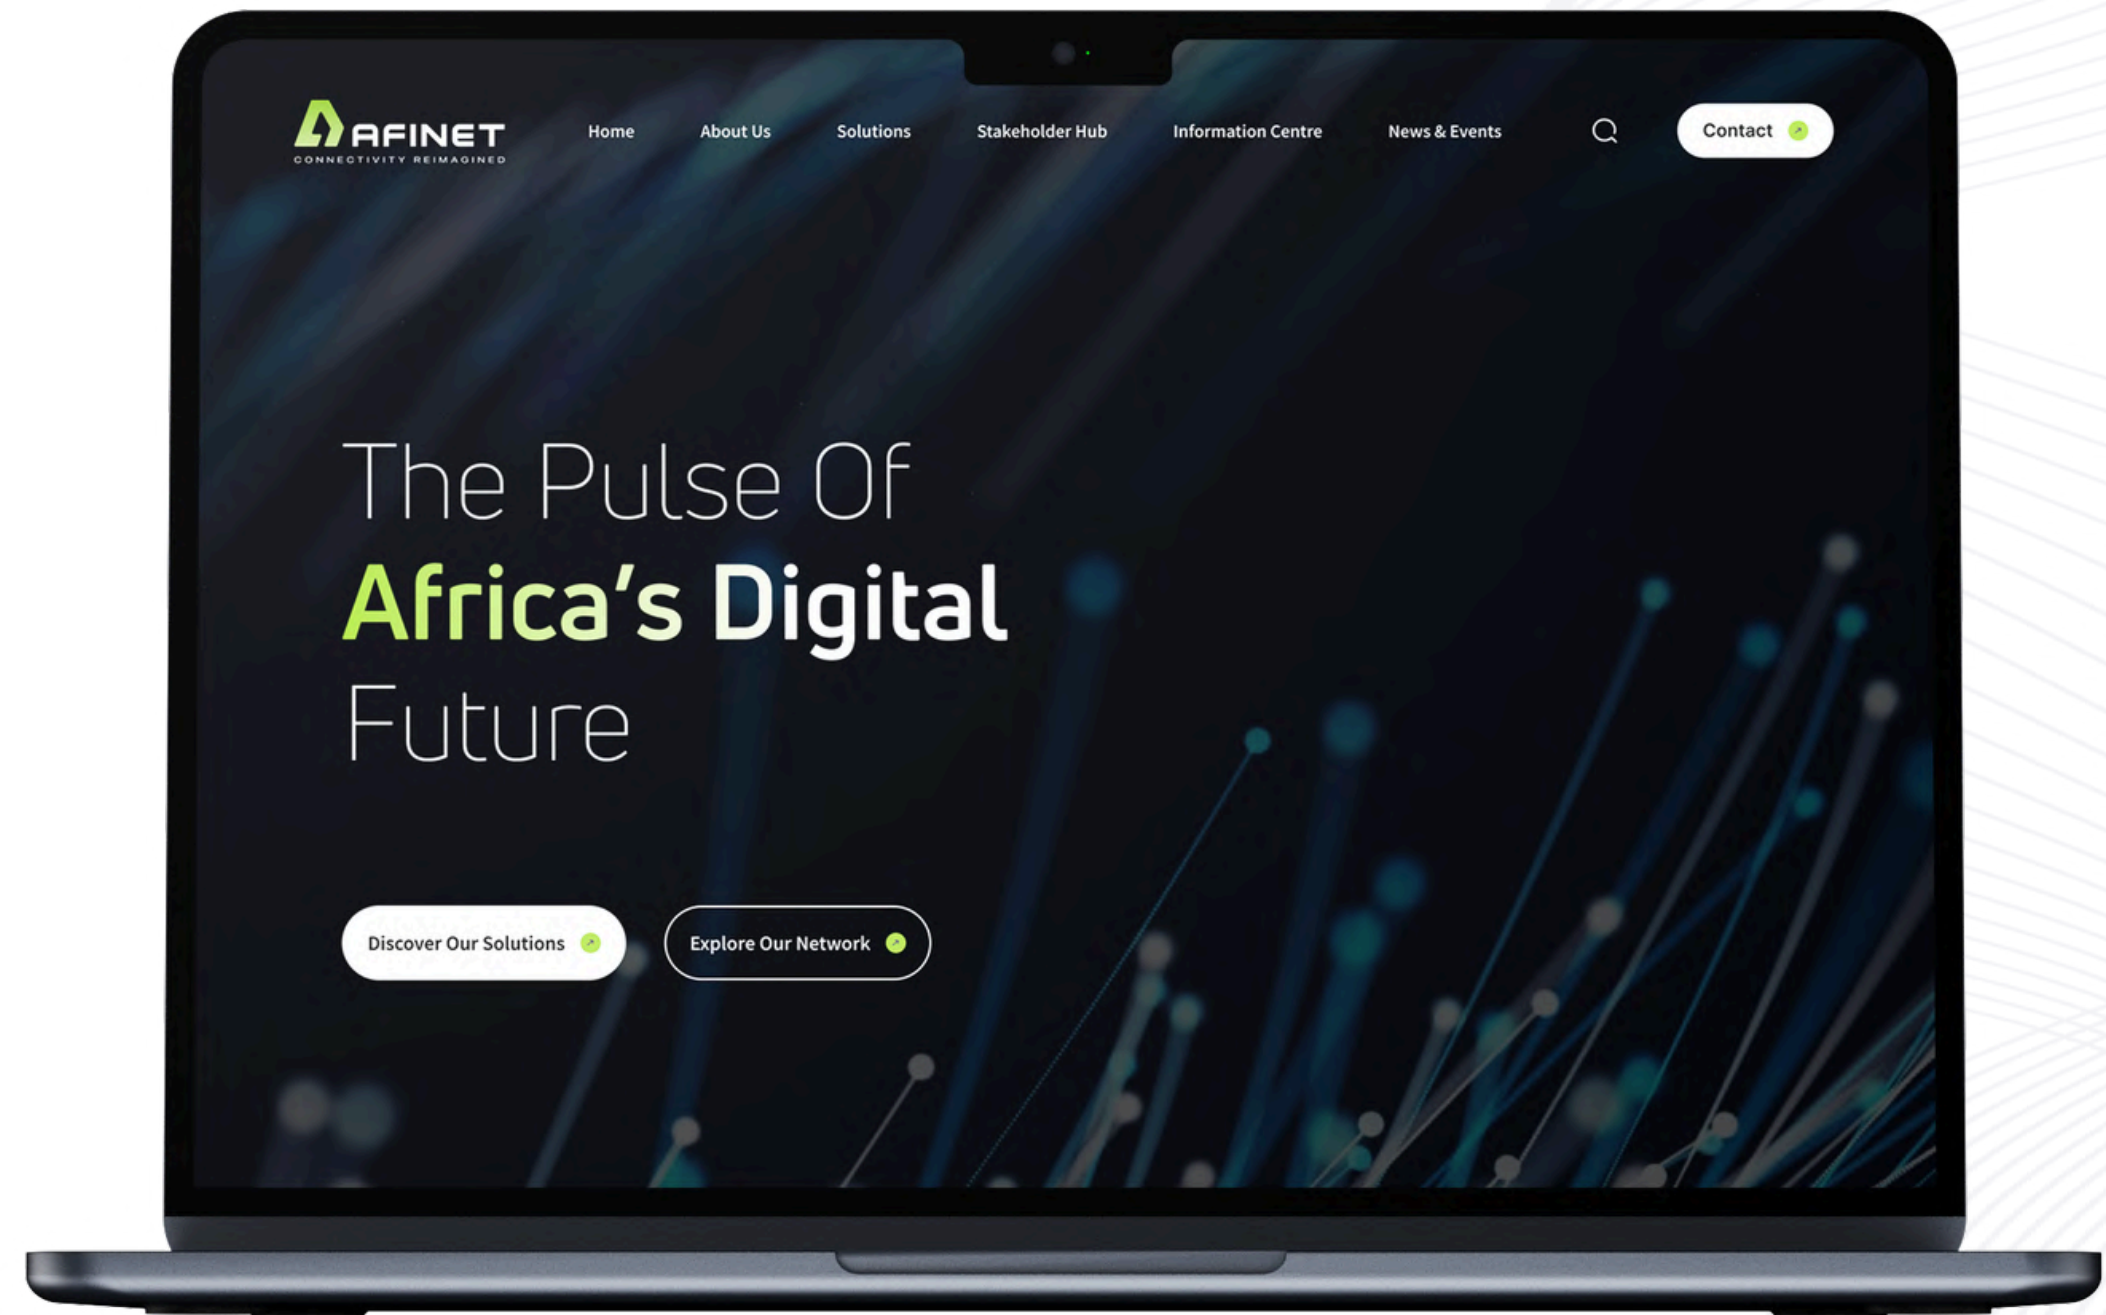 AFINET
CONNECTIVITY REIMAGINED
Home
About Us
Solutions
Stakeholder Hub
Information Centre
News & Events
Contact
The Pulse Of
Africa’s Digital
Future
Discover Our Solutions
Explore Our Network